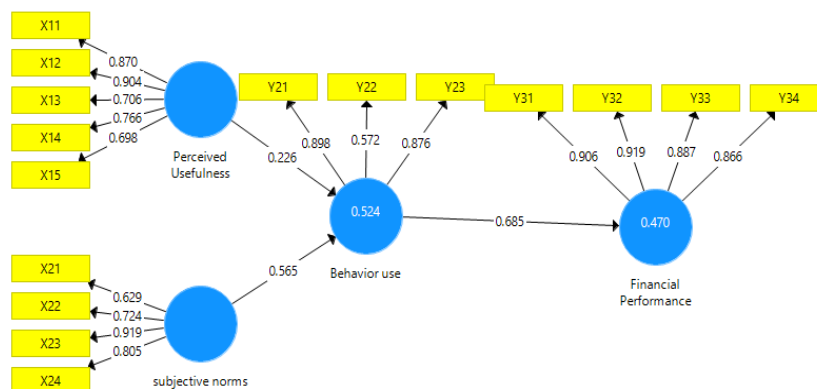 X11
0.870
X12
0.904
X13
0.706
X14
0.766
X15
0.698
Perceived
Usefulness
0.226
Y21
Y22
Y23
0.898
0.572
0.876
0.524
Behavior use
0.685
Y31
Y32
Y33
Y34
0.906
0.919
0.887
0.866
0.470
Financial
Performance
X21
0.629
X22
0.724
X23
0.919
X24
0.805
0.565
subjective norms